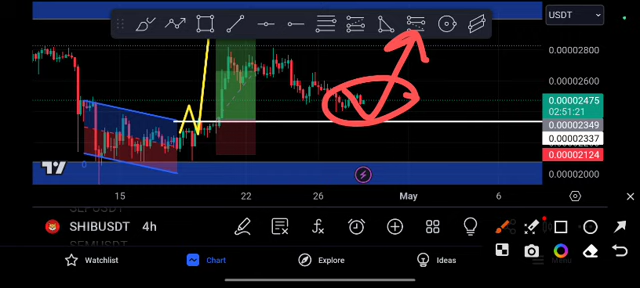 USDT
0.00002800
0.00002600
0.00002475
02:51:21
0.00002349
0.00002337
0.00002124
0.00002000
15
22
26
May
6
SHIBUSDT 4h
Watchlist
Chart
Explore
Ideas